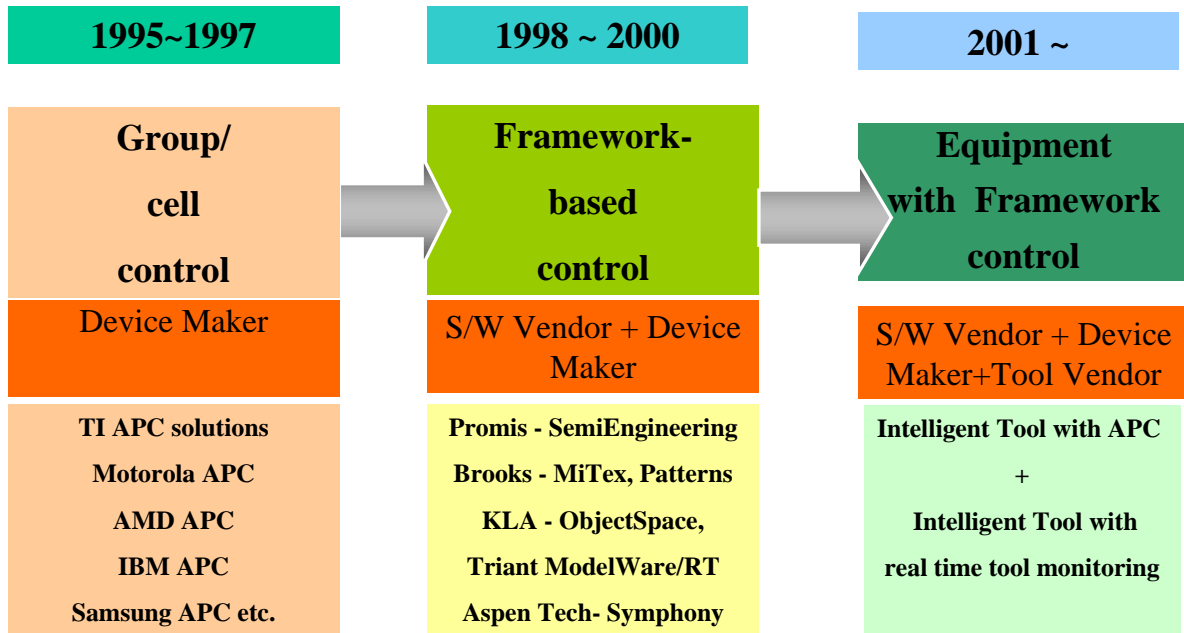 1995~1997
Group/
cell
control
Device Maker
TI APC solutions
Motorola APC
AMD APC
IBM APC
Samsung APC etc.
1998 ~ 2000
Framework-
based
control
S/W Vendor + Device
Maker
Promis - SemiEngineering
Brooks - MiTex, Patterns
KLA - ObjectSpace,
Triant ModelWare/RT
Aspen Tech- Symphony
2001 ~
Equipment
with Framework
control
S/W Vendor + Device
Maker+Tool Vendor
Intelligent Tool with APC
+
Intelligent Tool with
real time tool monitoring